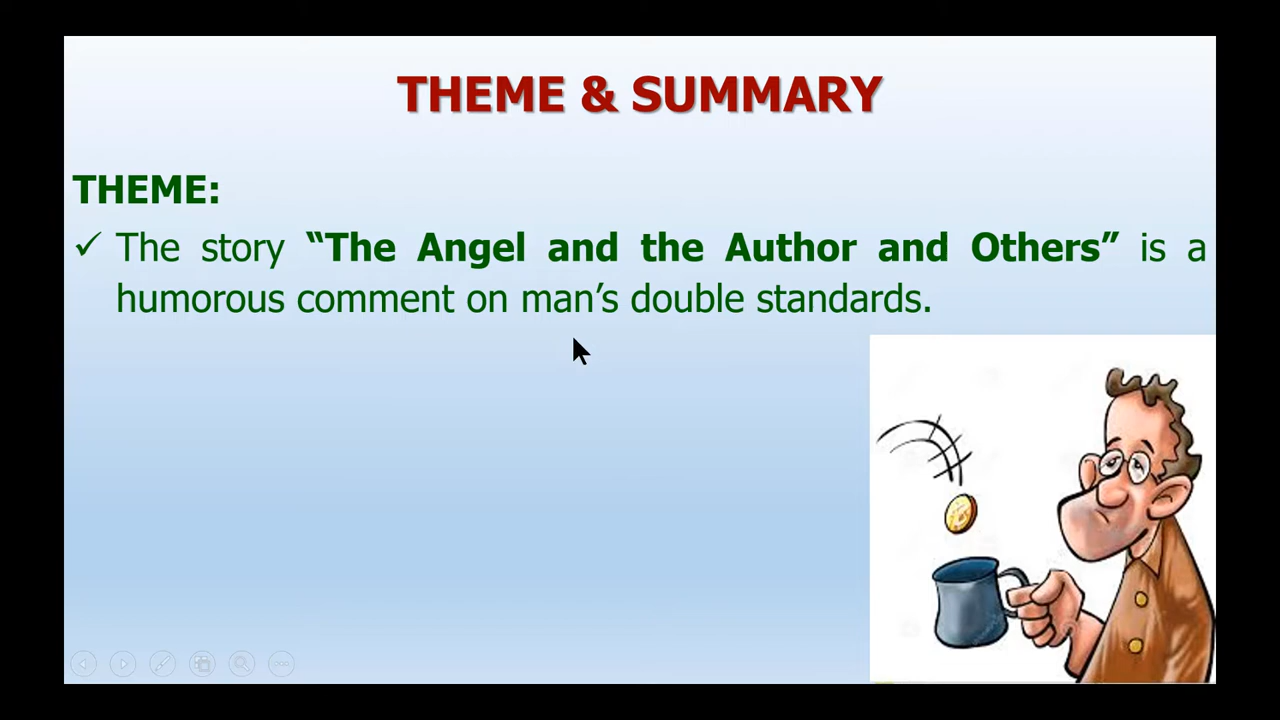 THEME & SUMMARY
THEME:
✓ The story “The Angel and the Author and Others” is a
humorous comment on man’s double standards.